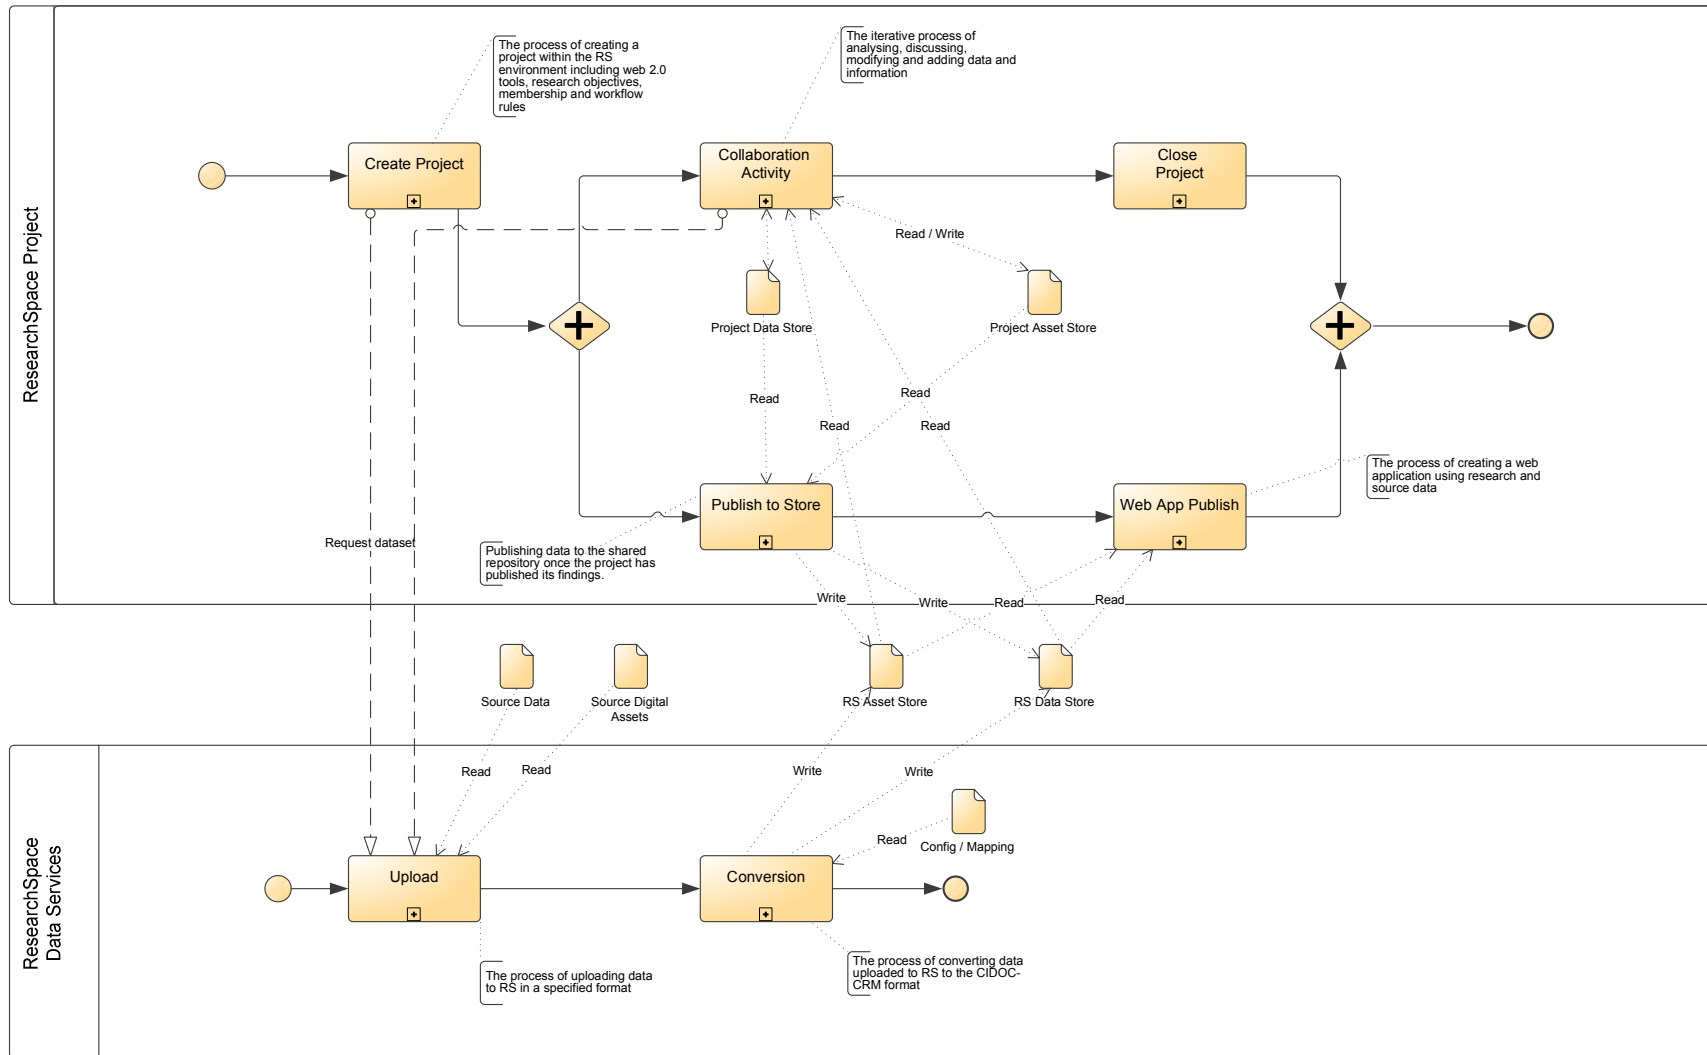 ResearchSpace Project
The process of creating a
project within the RS
environment including web 2.0
tools, research objectives,
membership and workflow
rules
The iterative process of
analysing, discussing,
modifying and adding data and
information
Create Project
Collaboration
Activity
Close
Project
Read / Write
Project Data Store
Project Asset Store
Read
Read
Read
Read
The process of creating a web
application using research and
source data
Publish to Store
Web App Publish
Request dataset
Publishing data to the shared
repository once the project has
published its findings.
Write
Write
Read
Read
Source Data
Source Digital
Assets
RS Asset Store
RS Data Store
ResearchSpace
Data Services
Read
Read
Write
Write
Read
Config / Mapping
Upload
Conversion
The process of uploading data
to RS in a specified format
The process of converting data
uploaded to RS to the CIDOC-
CRM format